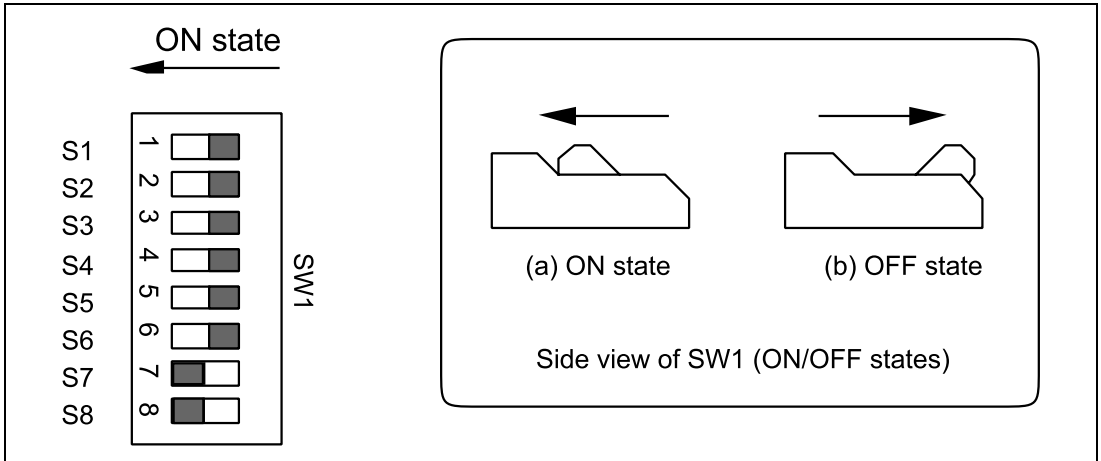 ON state
S1 1
S2 2
S3 3
S4 4
S5 5
S6 6
S7 7
S8 8
SW1
(a) ON state
(b) OFF state
Side view of SW1 (ON/OFF states)